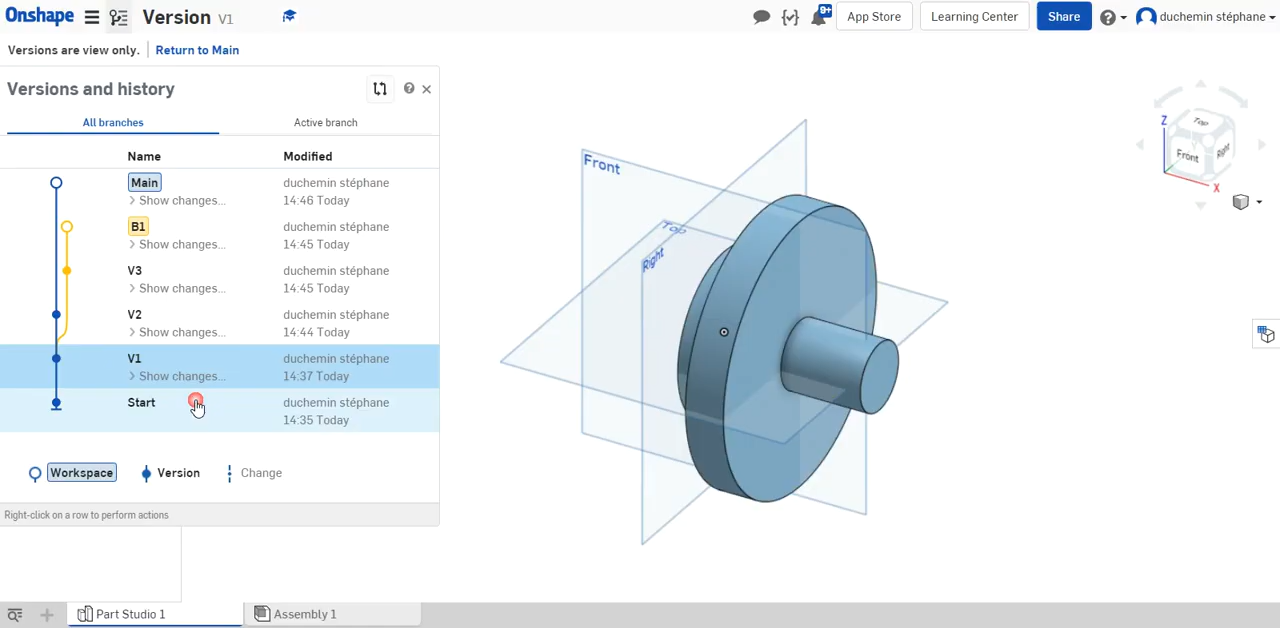 Onshape Version V1 9+ App Store Learning Center Share duchemin stéphane
Versions are view only. Return to Main
Versions and history
All branches Active branch
Name Modified
Main duchemin stéphane
Show changes... 14:46 Today
B1 duchemin stéphane
Show changes... 14:45 Today
V3 duchemin stéphane
Show changes... 14:45 Today
V2 duchemin stéphane
Show changes... 14:44 Today
V1 duchemin stéphane
Show changes... 14:37 Today
Start duchemin stéphane
14:35 Today
Workspace Version Change
Right-click on a row to perform actions
Front
Top
Right
Z
Top
Front
Right
X
Part Studio 1 Assembly 1